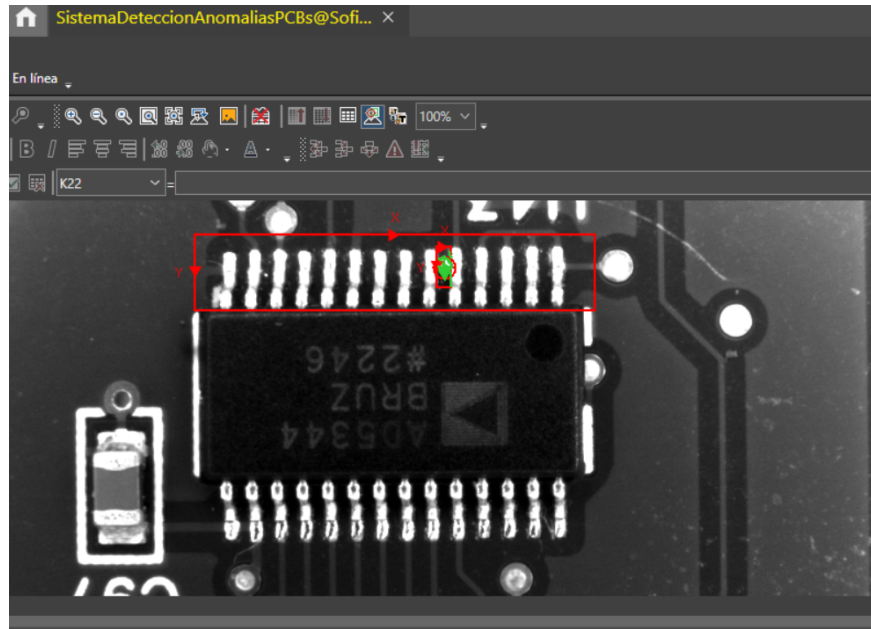 SistemaDeteccionAnomaliasPCBs@Sofi... ×
En línea
100%
B I A
K22 =
X
X
Y
Y
#2246
BRUZ
AD5344